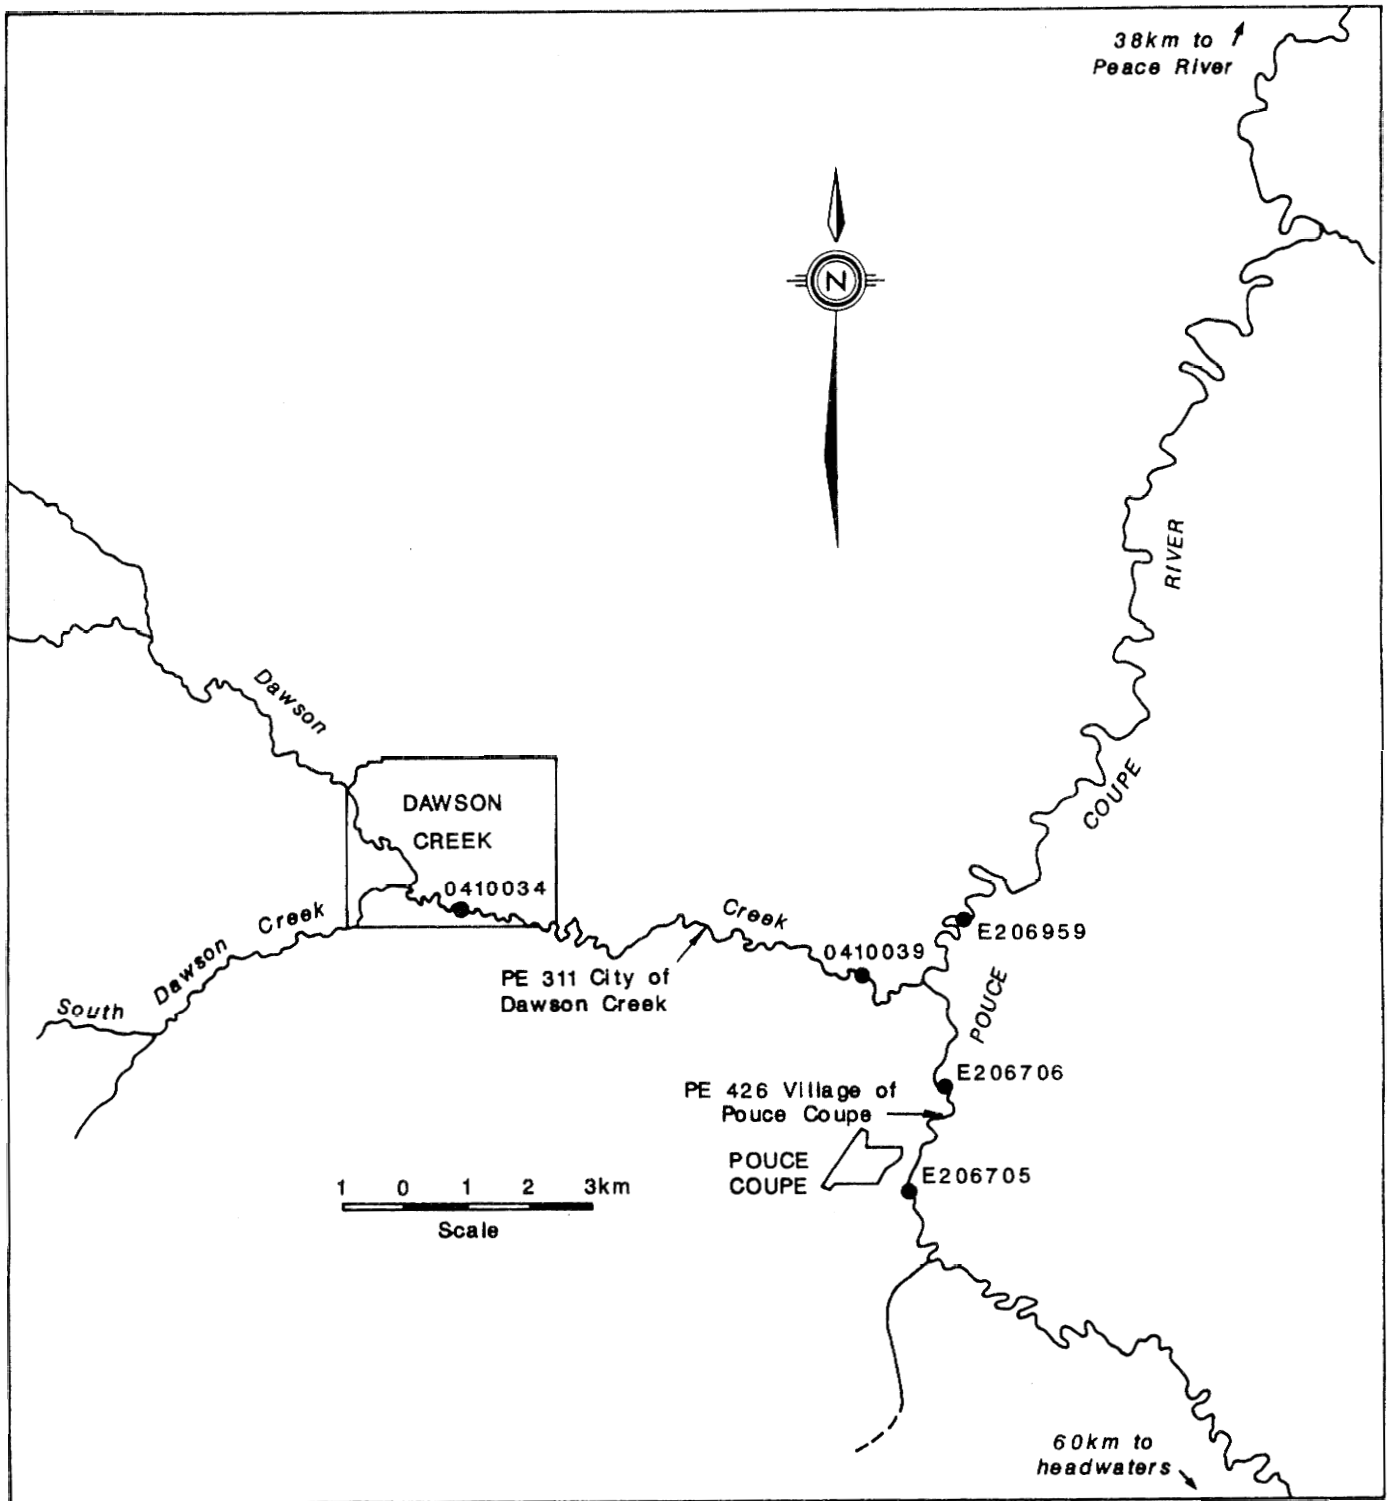 38km to
Peace River
N
RIVER
Dawson
COUPE
DAWSON
CREEK
0410034
Creek
Creek
E206959
0410039
Dawson
PE 311 City of
Dawson Creek
POUCE
South
E206706
PE 426 Village of
Pouce Coupe
POUCE
COUPE
E206705
1 0 1 2 3km
Scale
60km to
headwaters